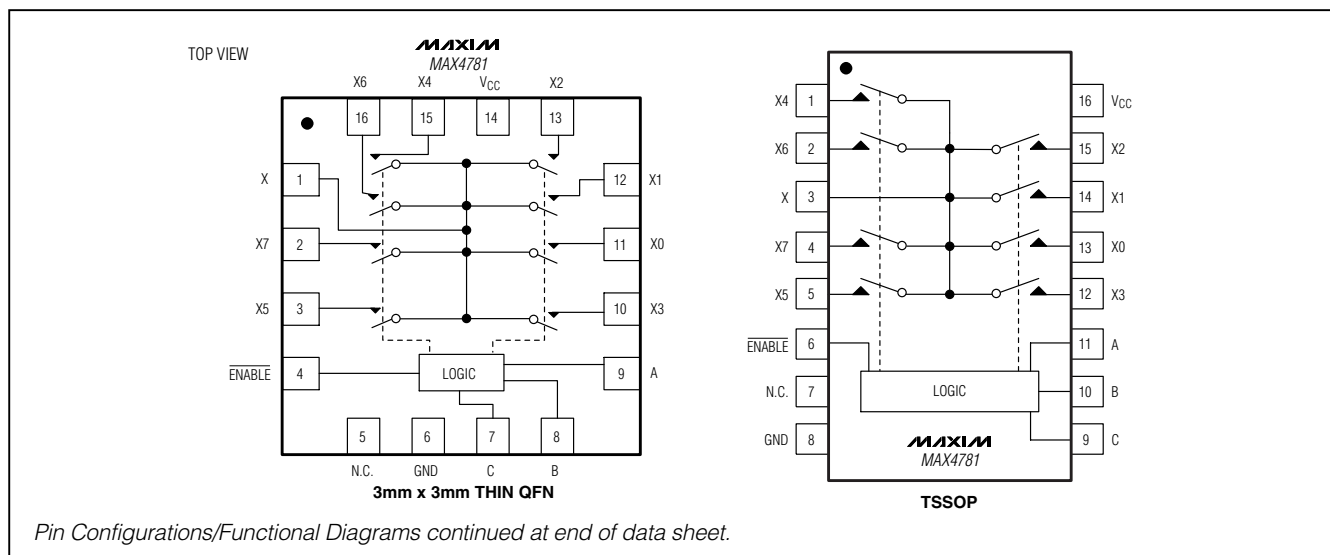 TOP VIEW
MAXIM
MAX4781
X6 X4 VCC X2
16 15 14 13
X 1 12 X1
X7 2 11 X0
X5 3 10 X3
ENABLE 4 LOGIC 9 A
5 6 7 8
N.C. GND C B
3mm x 3mm THIN QFN
X4 1 16 VCC
X6 2 15 X2
X 3 14 X1
X7 4 13 X0
X5 5 12 X3
ENABLE 6 11 A
N.C. 7 LOGIC 10 B
GND 8 9 C
MAXIM
MAX4781
TSSOP
Pin Configurations/Functional Diagrams continued at end of data sheet.